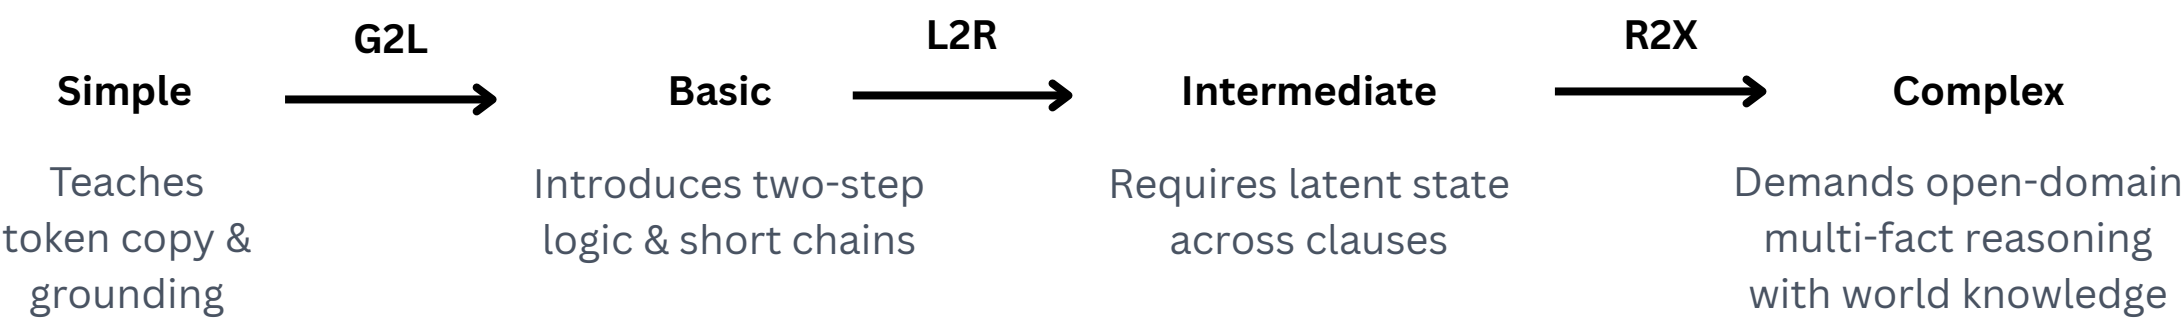 G2L
L2R
R2X
Simple
Basic
Intermediate
Complex
Teaches
token copy &
grounding
Introduces two-step
logic & short chains
Requires latent state
across clauses
Demands open-domain
multi-fact reasoning
with world knowledge